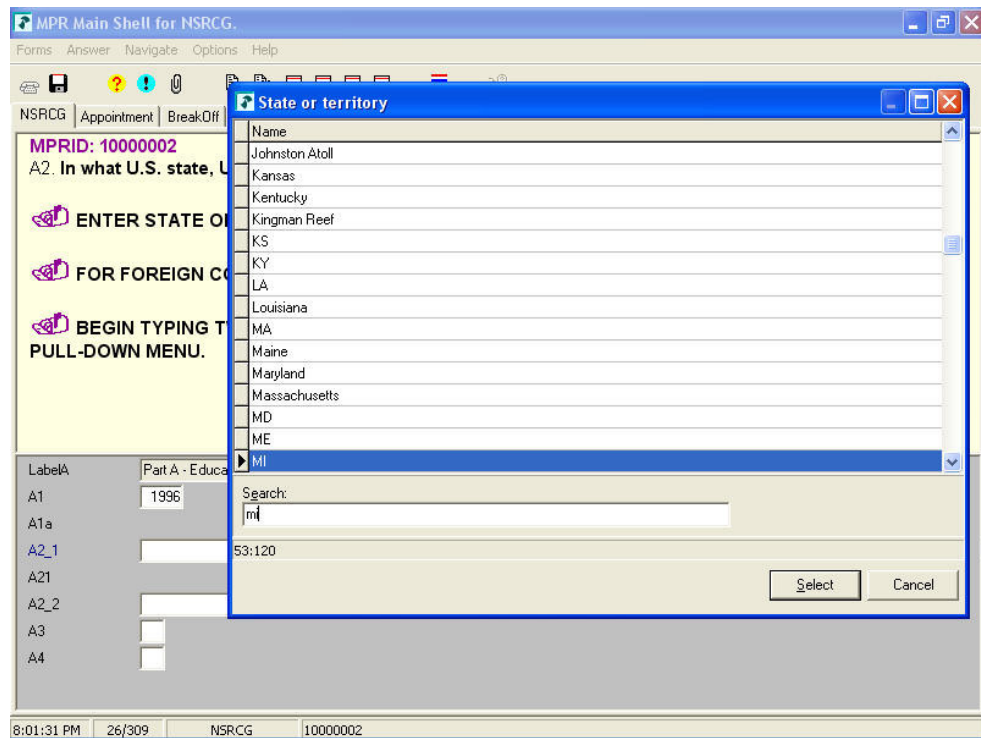 MPR Main Shell for NSRCG.
Forms Answer Navigate Options Help
NSRCG Appointment BreakOff
MPRID: 10000002
A2. In what U.S. state, U
ENTER STATE O
FOR FOREIGN C
BEGIN TYPING T
PULL-DOWN MENU.
State or territory
Name
Johnston Atoll
Kansas
Kentucky
Kingman Reef
KS
KY
LA
Louisiana
MA
Maine
Maryland
Massachusetts
MD
ME
MI
Search:
mi
53:120
Select Cancel
LabelA Part A - Educa
A1 1996
A1a
A2_1
A21
A2_2
A3
A4
8:01:31 PM 26/309 NSRCG 10000002